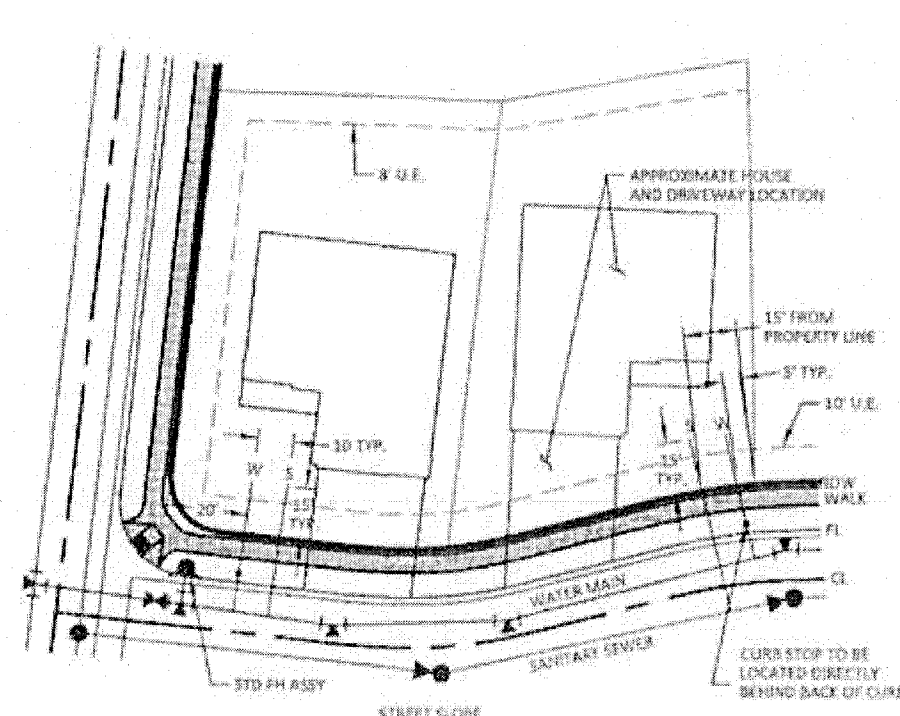 8' U.E.
APPROXIMATE HOUSE
AND DRIVEWAY LOCATION
15' FROM
PROPERTY LINE
5' TYP.
10' U.E.
10 TYP.
W
S
S
W
15'
TYP.
20'
15'
TYP
ROW
WALK
FL
CL
WATER MAIN
SANITARY SEWER
STD FH ASSY
CURB STOP TO BE
LOCATED DIRECTLY
BEHIND BACK OF CURB
STREET SLOPE